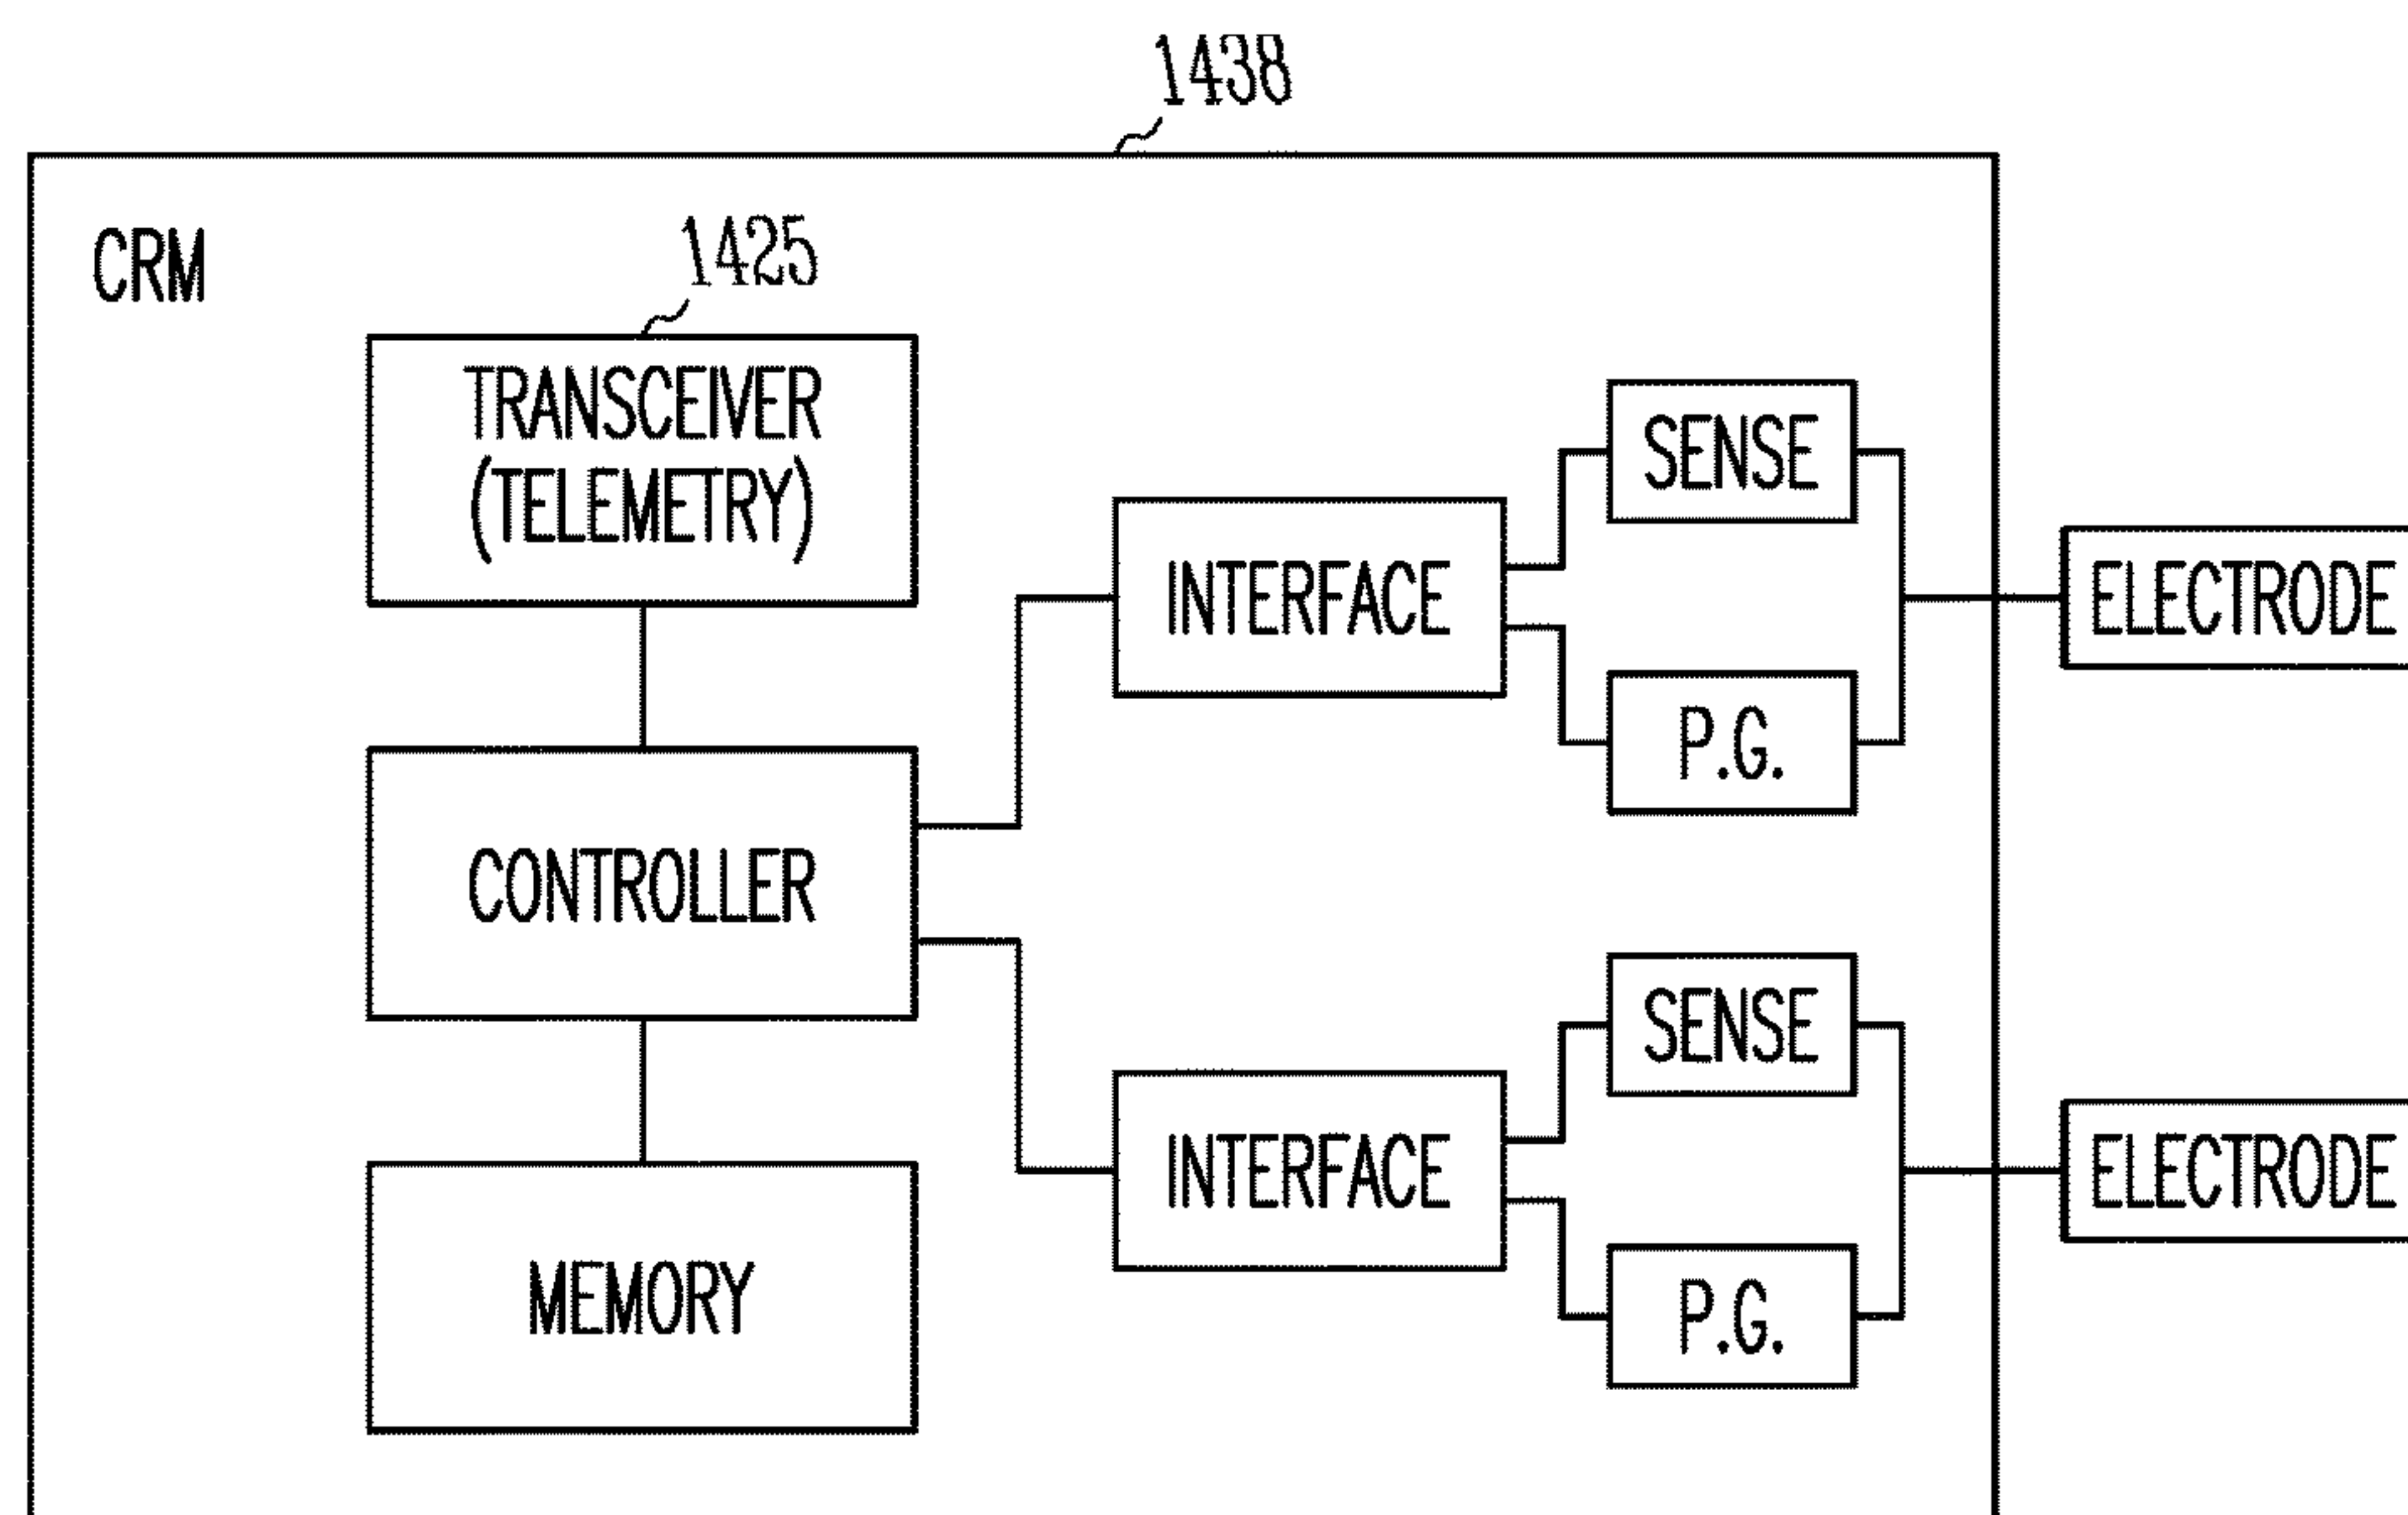 1438
CRM
1425
TRANSCEIVER
(TELEMETRY)
SENSE
INTERFACE
ELECTRODE
P.G.
CONTROLLER
SENSE
INTERFACE
ELECTRODE
MEMORY
P.G.